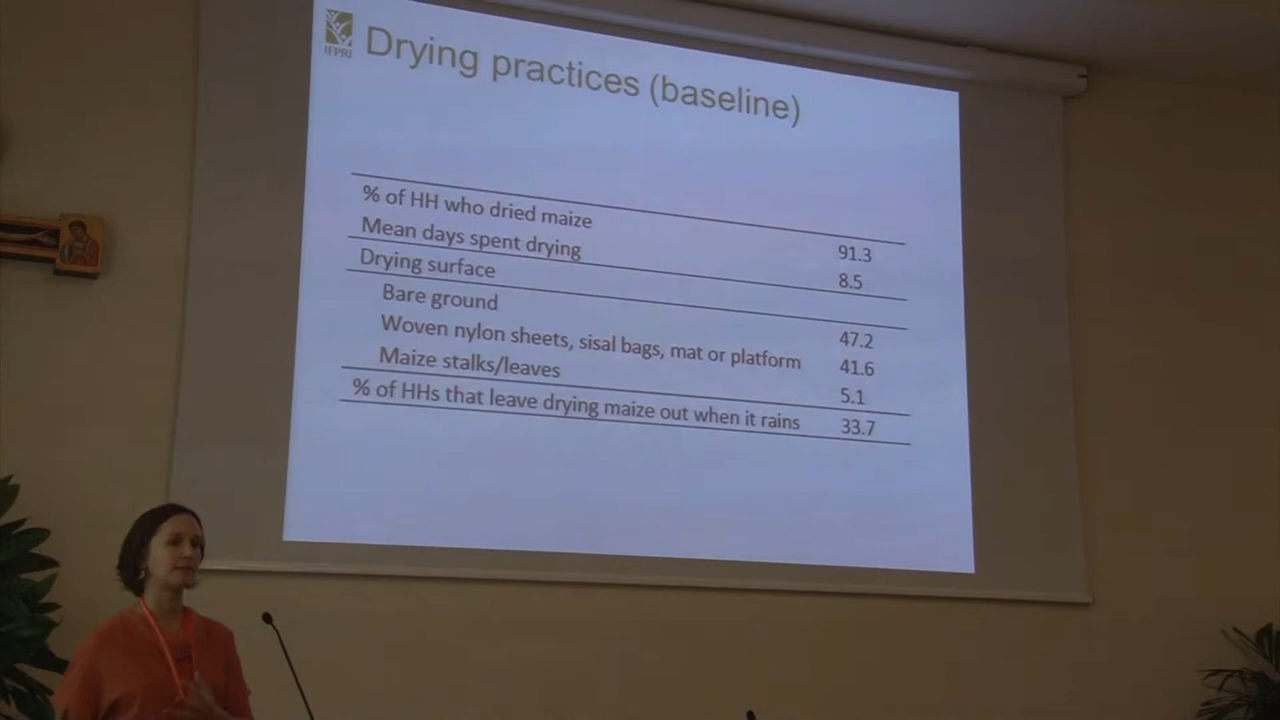 IFPRI
Drying practices (baseline)
% of HH who dried maize 91.3
Mean days spent drying 8.5
Drying surface
Bare ground 47.2
Woven nylon sheets, sisal bags, mat or platform 41.6
Maize stalks/leaves 5.1
% of HHs that leave drying maize out when it rains 33.7